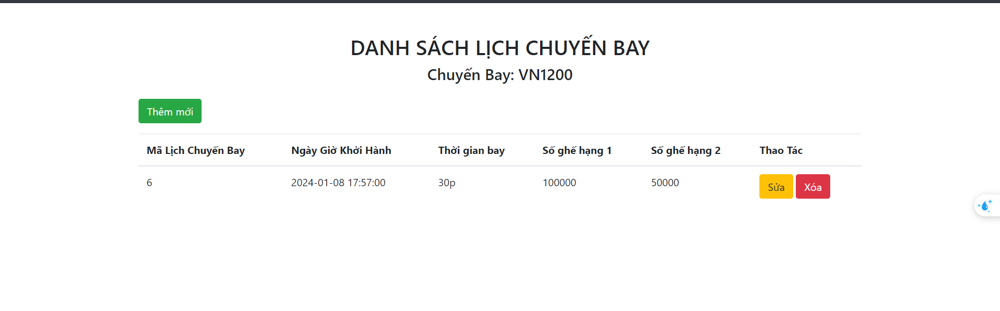 DANH SÁCH LỊCH CHUYẾN BAY
Chuyến Bay: VN1200
Thêm mới
Mã Lịch Chuyến Bay Ngày Giờ Khởi Hành Thời gian bay Số ghế hạng 1 Số ghế hạng 2 Thao Tác
6 2024-01-08 17:57:00 30p 100000 50000 Sửa Xóa